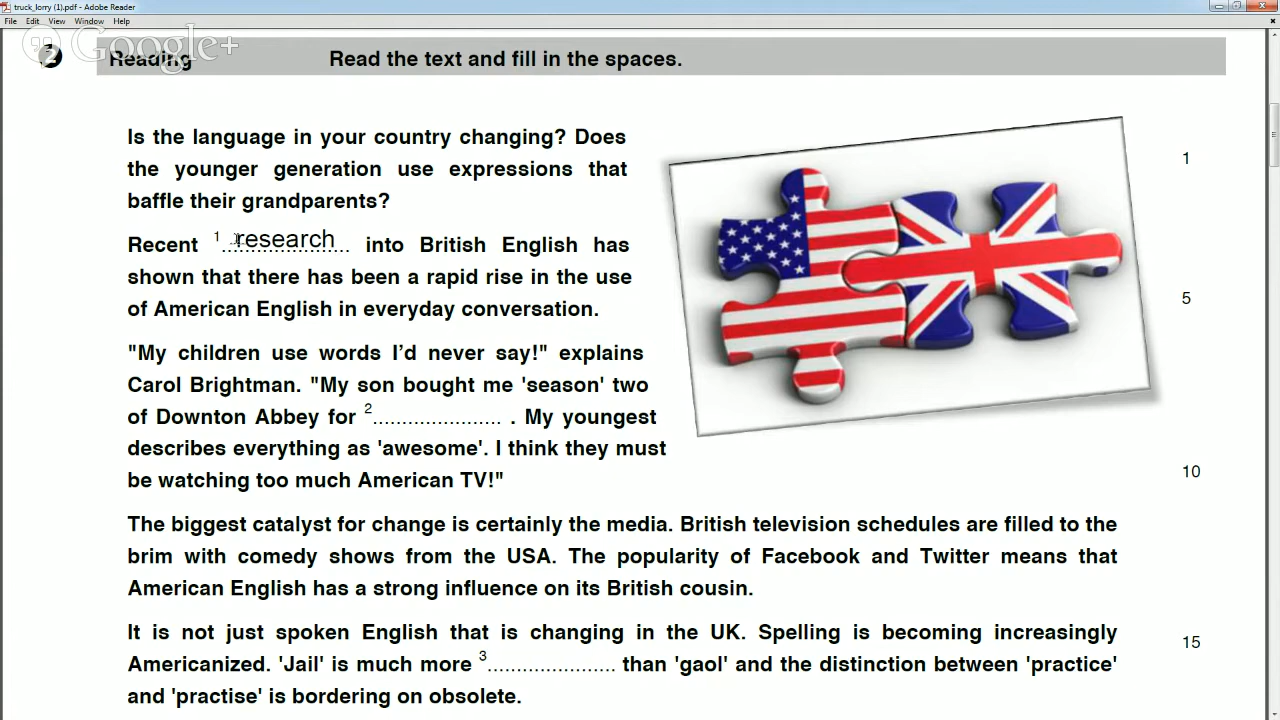 truck_lorry (1).pdf - Adobe Reader
File Edit View Window Help
Google+
2 Reading Read the text and fill in the spaces.
Is the language in your country changing? Does
the younger generation use expressions that
baffle their grandparents?
1
Recent 1 research into British English has
shown that there has been a rapid rise in the use
of American English in everyday conversation.
5
"My children use words I'd never say!" explains
Carol Brightman. "My son bought me 'season' two
of Downton Abbey for 2...................... . My youngest
describes everything as 'awesome'. I think they must
be watching too much American TV!"
10
The biggest catalyst for change is certainly the media. British television schedules are filled to the
brim with comedy shows from the USA. The popularity of Facebook and Twitter means that
American English has a strong influence on its British cousin.
It is not just spoken English that is changing in the UK. Spelling is becoming increasingly
15
Americanized. 'Jail' is much more 3...................... than 'gaol' and the distinction between 'practice'
and 'practise' is bordering on obsolete.